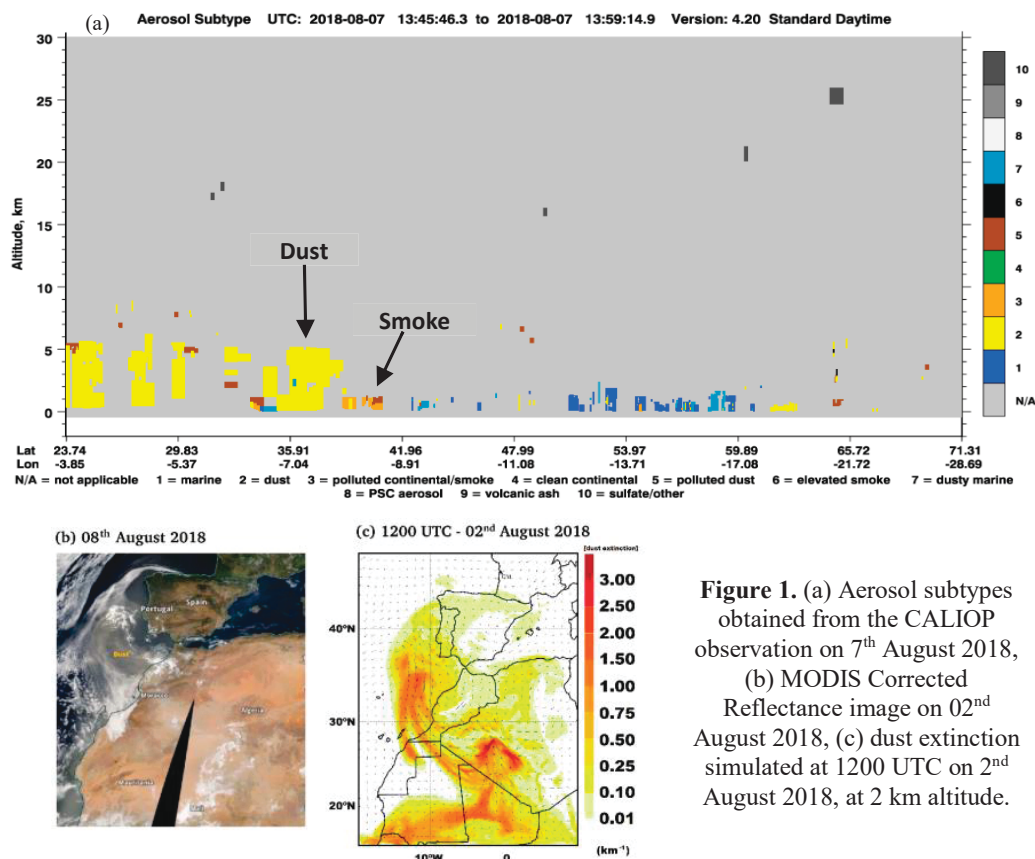 Aerosol Subtype UTC: 2018-08-07 13:45:46.3 to 2018-08-07 13:59:14.9 Version: 4.20 Standard Daytime
(a)
30
25
20
15
10
5
0
Altitude, km
Dust
Smoke
10
9
8
7
6
5
4
3
2
1
N/A
Lat 23.74 29.83 35.91 41.96 47.99 53.97 59.89 65.72 71.31
Lon -3.85 -5.37 -7.04 -8.91 -11.08 -13.71 -17.08 -21.72 -28.69
N/A = not applicable 1 = marine 2 = dust 3 = polluted continental/smoke 4 = clean continental 5 = polluted dust 6 = elevated smoke 7 = dusty marine
8 = PSC aerosol 9 = volcanic ash 10 = sulfate/other
(b) 08th August 2018
Portugal
Spain
Dust
Morocco
Algeria
Mauritania
Mali
(c) 1200 UTC - 02nd August 2018
[dust extinction]
40°N
30°N
20°N
10°W
0
3.00
2.50
2.00
1.50
1.00
0.75
0.50
0.25
0.10
0.01
(km⁻¹)
Figure 1. (a) Aerosol subtypes
obtained from the CALIOP
observation on 7th August 2018,
(b) MODIS Corrected
Reflectance image on 02nd
August 2018, (c) dust extinction
simulated at 1200 UTC on 2nd
August 2018, at 2 km altitude.